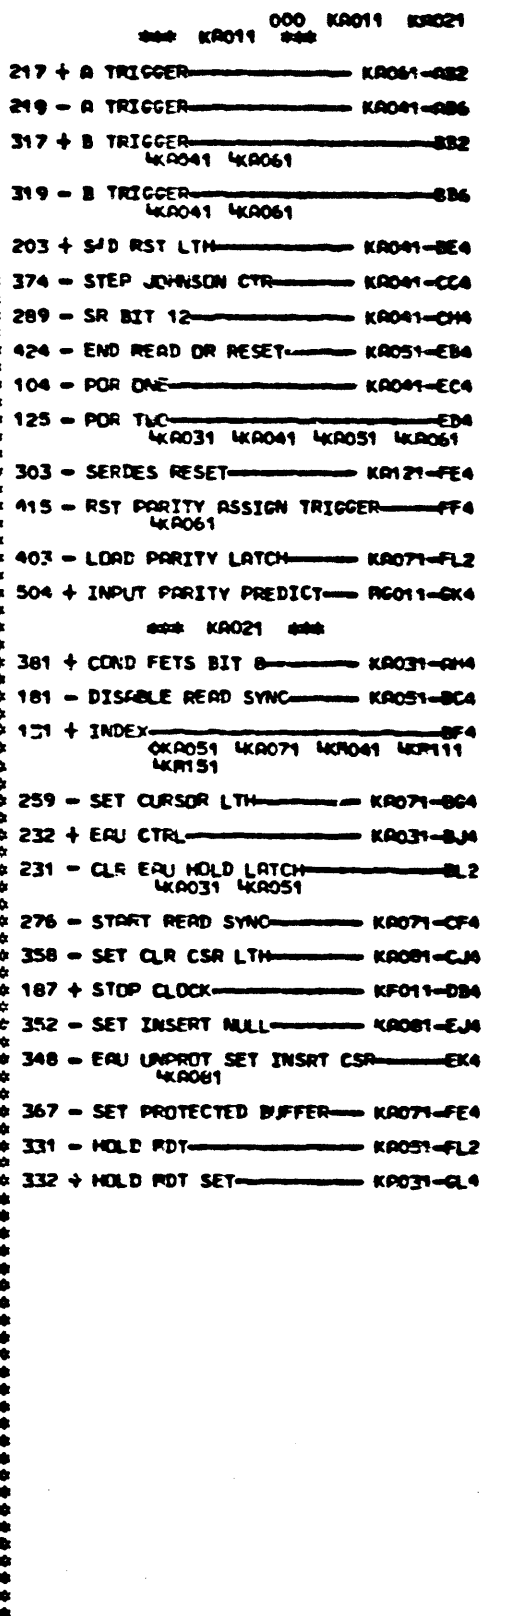 000 KA011 KA021
*** KA011 ***
217 + A TRIGGER KA061-AB2
219 - A TRIGGER KA041-AB6
317 + B TRIGGER BB2
4KA041 4KA061
319 - B TRIGGER BB6
4KA041 4KA061
203 + S/D RST LTH KA041-BE4
374 - STEP JOHNSON CTR KA041-CC4
289 - SR BIT 12 KA041-CH4
424 - END READ OR RESET KA051-EB4
104 - POR ONE KA041-EC4
125 - POR TWO ED4
4KA031 4KA041 4KA051 4KA061
303 - SERDES RESET KA121-FE4
415 - RST PARITY ASSIGN TRIGGER FF4
4KA061
403 - LOAD PARITY LATCH KA071-FL2
504 + INPUT PARITY PREDICT AG011-GK4
*** KA021 ***
381 + COND FETS BIT 8 KA031-AH4
181 - DISABLE READ SYNC KA051-BC4
+ INDEX BF4
OKA051 4KA071 4KA041
259 - SET CURSOR LTH KA071-BG4
232 + EAU CTRL KA031-BJ4
231 - CLR EAU HOLD LATCH BL2
4KA031 4KA051
276 - START READ SYNC KA071-CF4
358 - SET CLR CSR LTH KA081-CJ4
187 + STOP CLOCK KF011-DB4
352 - SET INSERT NULL KA081-EJ4
348 - EAU UNPROT SET INSRT CSR EK4
4KA081
367 - SET PROTECTED BUFFER KA071-FE4
331 - HOLD RDT KA051-FL2
332 + HOLD RDT SET KA031-GL4